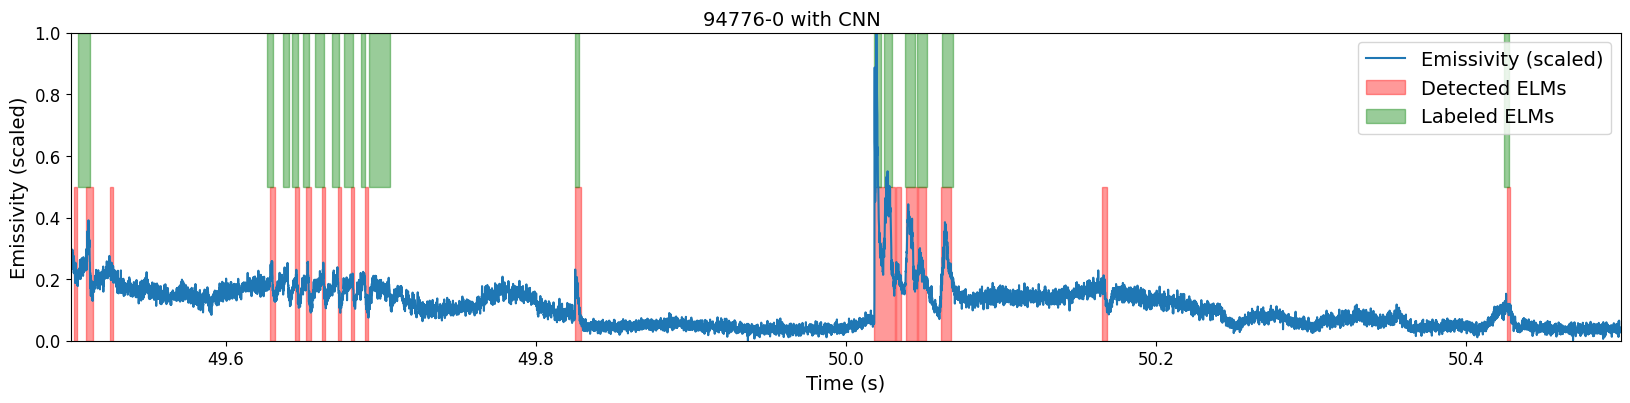 94776-0 with CNN
Emissivity (scaled)
1.0
0.8
0.6
0.4
0.2
0.0
Emissivity (scaled)
Detected ELMs
Labeled ELMs
49.6
49.8
50.0
50.2
50.4
Time (s)